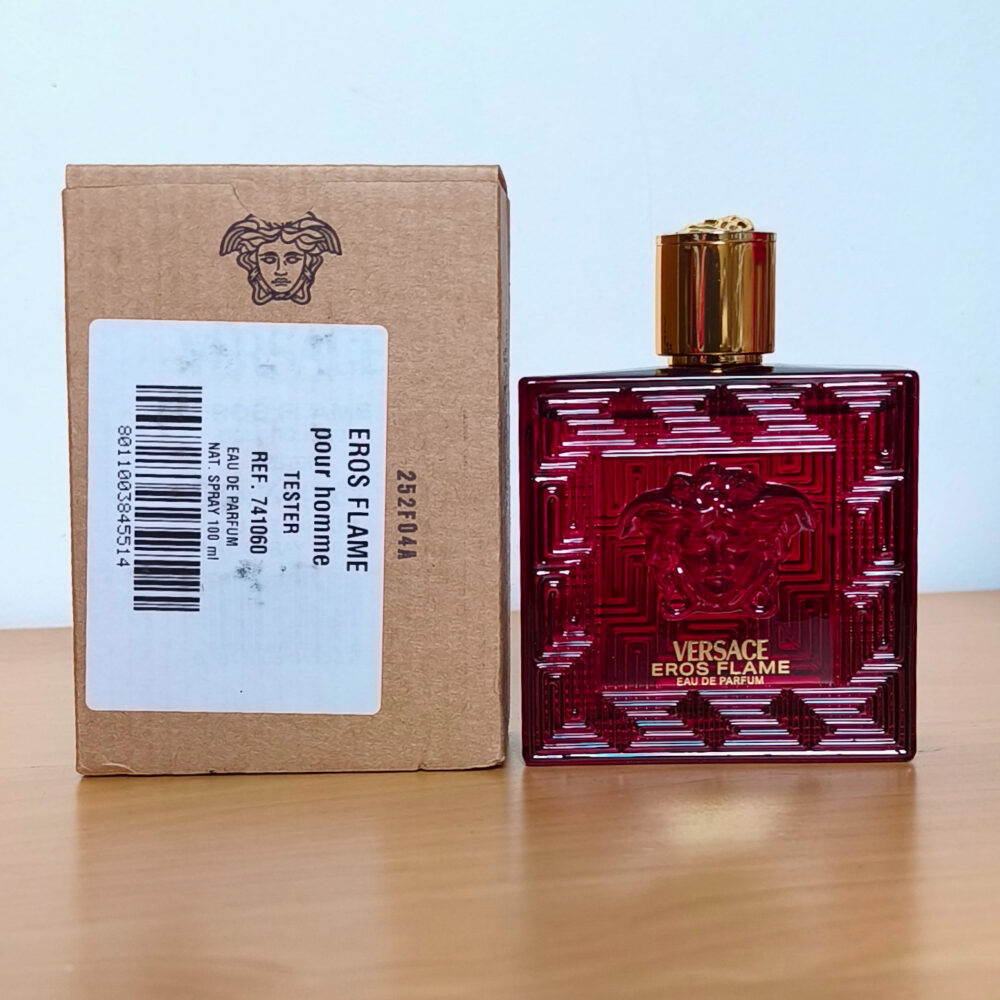 252F04A
EROS FLAME
pour homme
TESTER
REF. 741060
EAU DE PARFUM
NAT. SPRAY 100 ml
8011003845514
VERSACE
EROS FLAME
EAU DE PARFUM